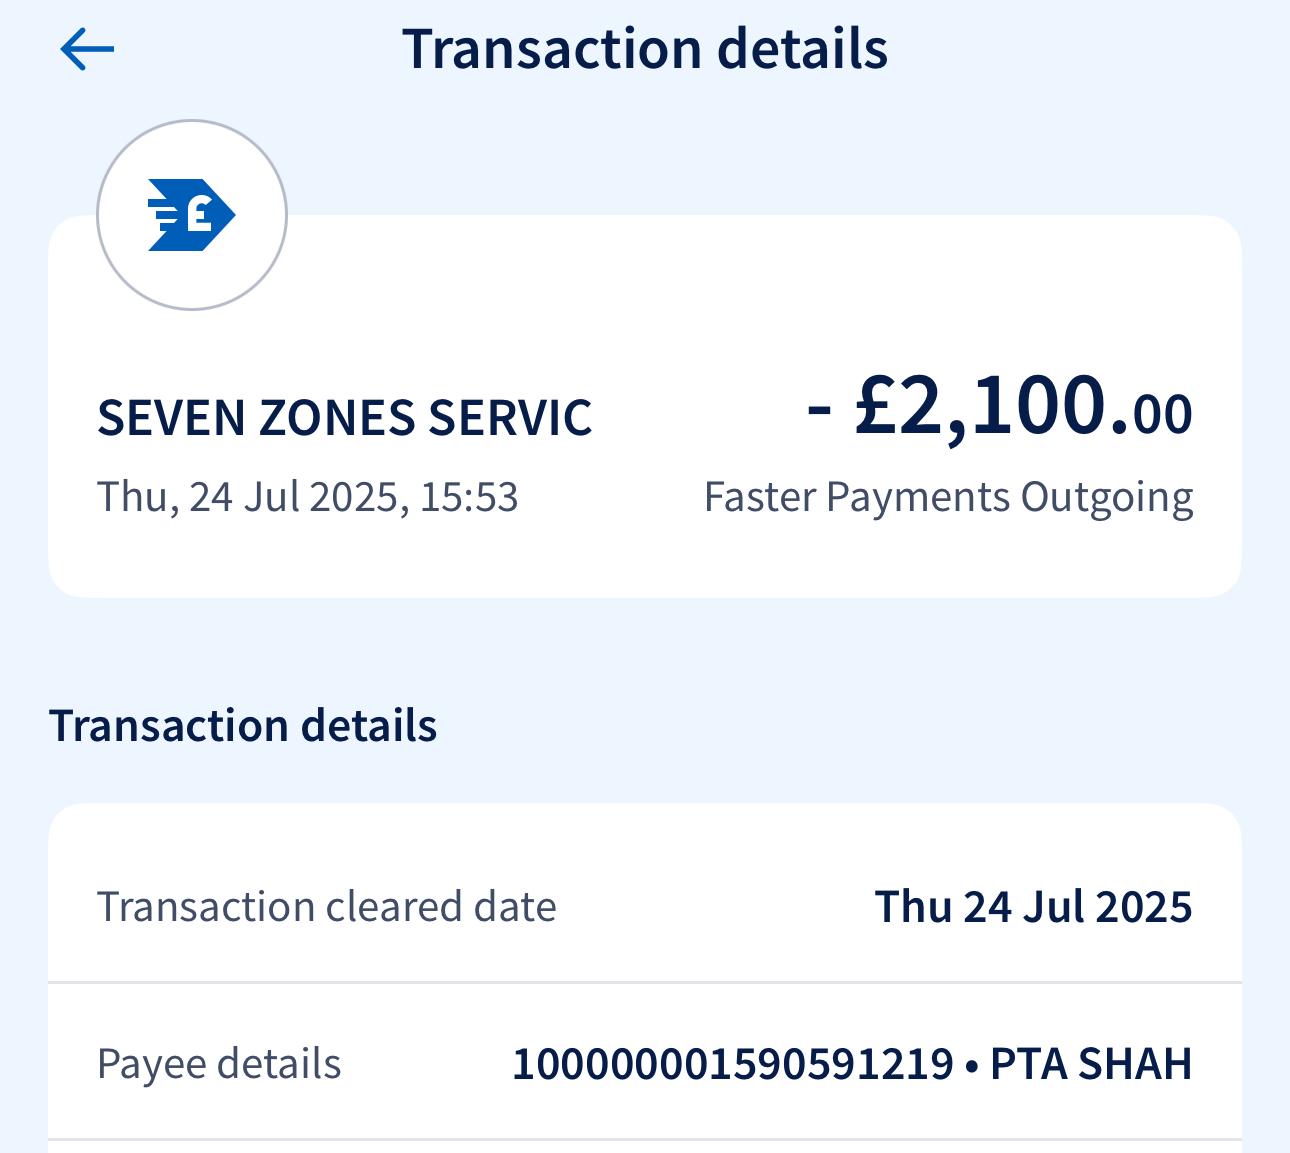 Transaction details
£
SEVEN ZONES SERVIC
- £2,100.00
Thu, 24 Jul 2025, 15:53
Faster Payments Outgoing
Transaction details
Transaction cleared date
Thu 24 Jul 2025
Payee details
100000001590591219 • PTA SHAH